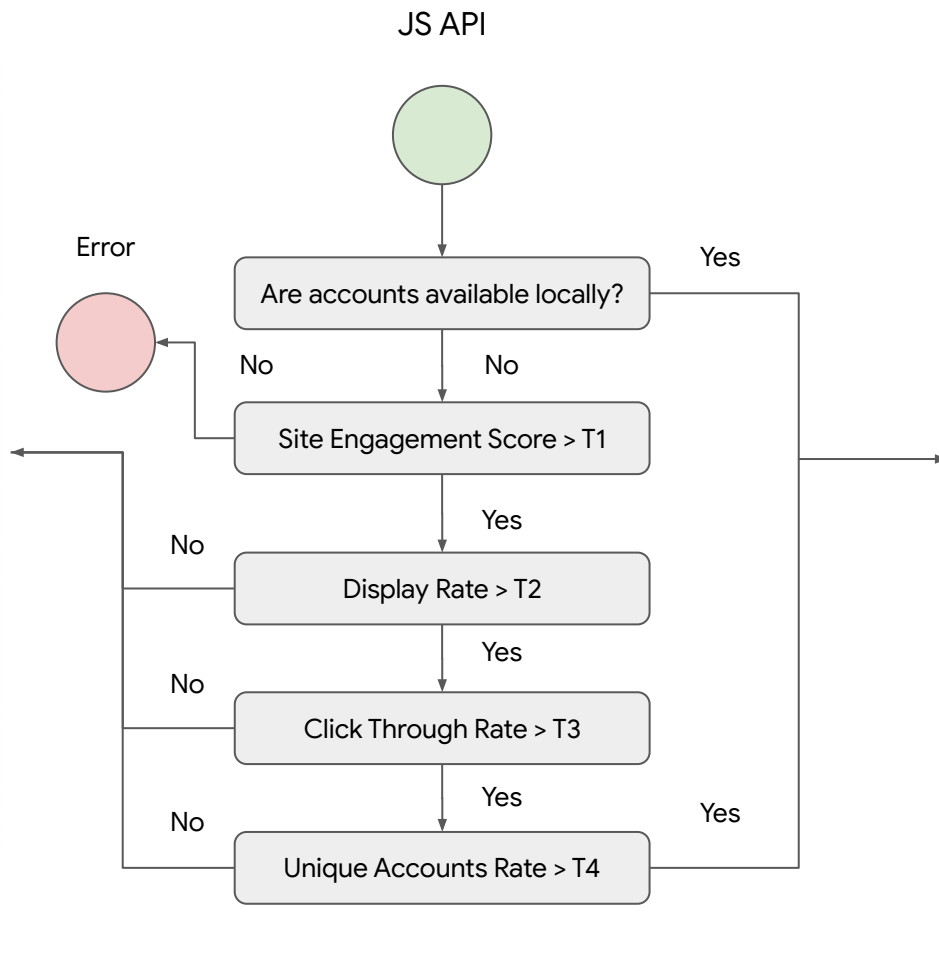 JS API
Error
Yes
Are accounts available locally?
No
No
Site Engagement Score > T1
Yes
No
Display Rate > T2
Yes
No
Click Through Rate > T3
Yes
Yes
No
Unique Accounts Rate > T4